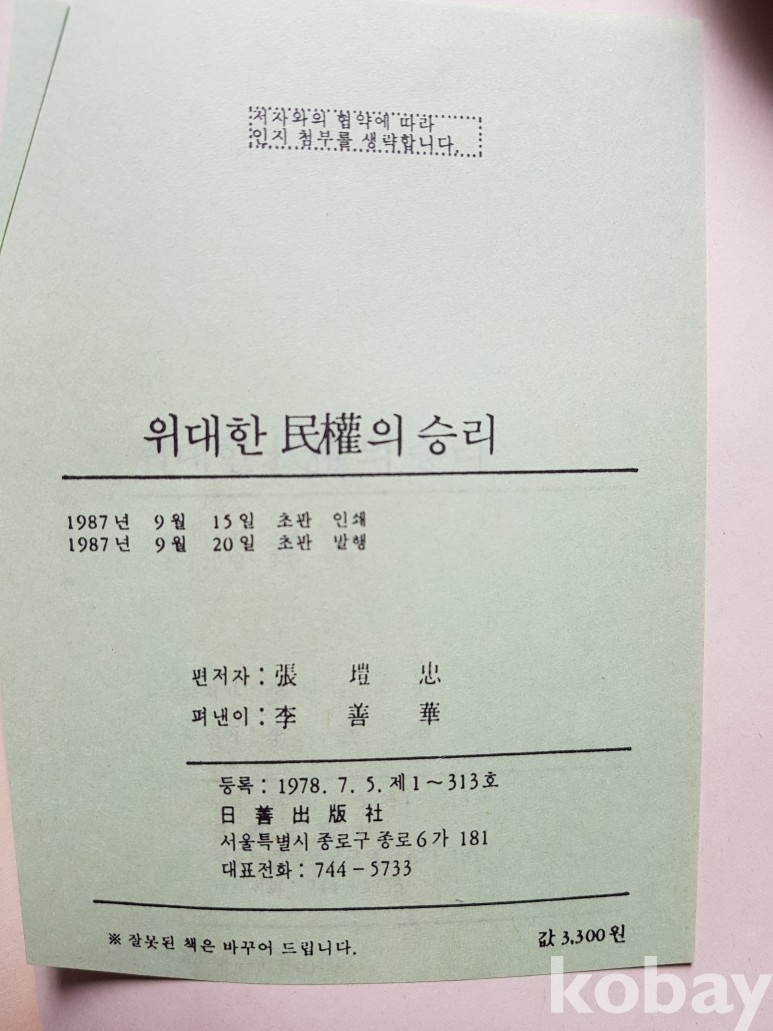 저자와의 협약에 따라
인지 첨부를 생략합니다.
위대한 民權의 승리
1987년 9월 15일 초판 인쇄
1987년 9월 20일 초판 발행
편저자 : 張 塏 忠
펴낸이 : 李 善 華
등록 : 1978. 7. 5. 제1~313호
日善出版社
서울특별시 종로구 종로6가 181
대표전화 : 744-5733
※ 잘못된 책은 바꾸어 드립니다.
값 3,300원
kobay